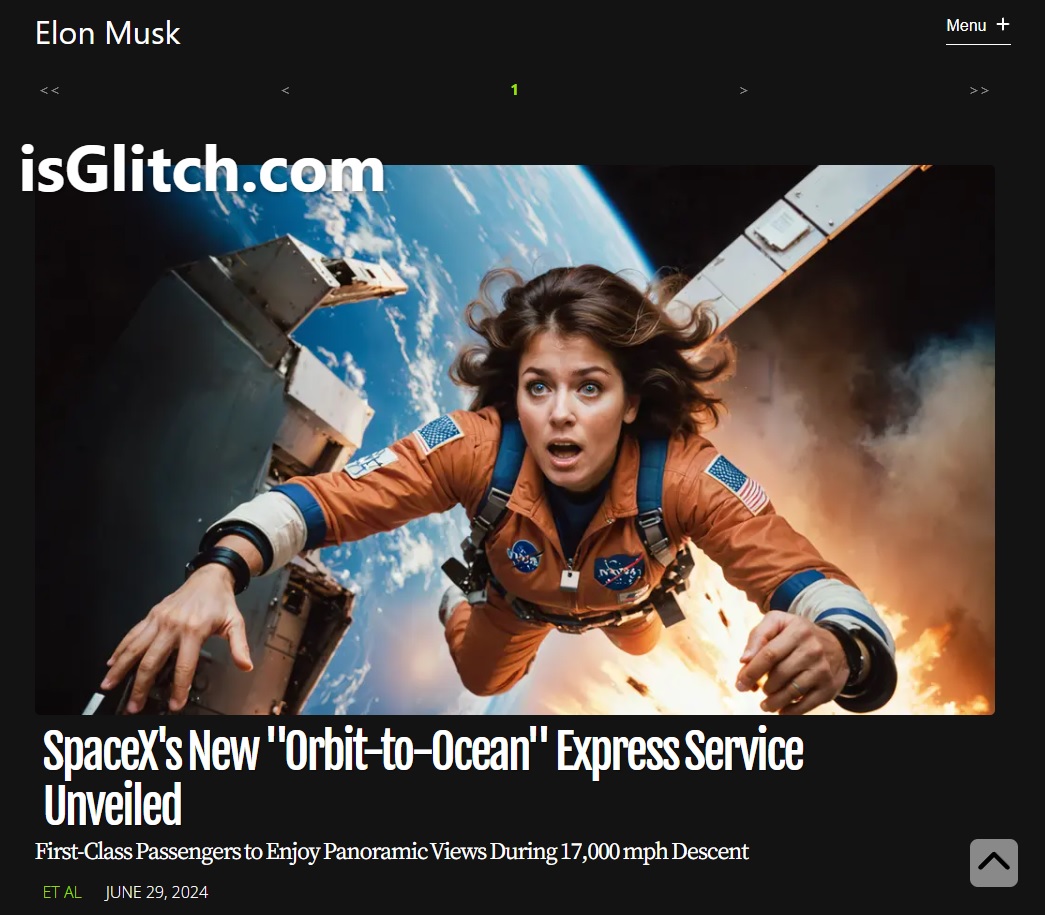 Elon Musk
Menu +
<< < 1 > >>
isGlitch.com
SpaceX's New "Orbit-to-Ocean" Express Service
Unveiled
First-Class Passengers to Enjoy Panoramic Views During 17,000 mph Descent
ET AL JUNE 29, 2024